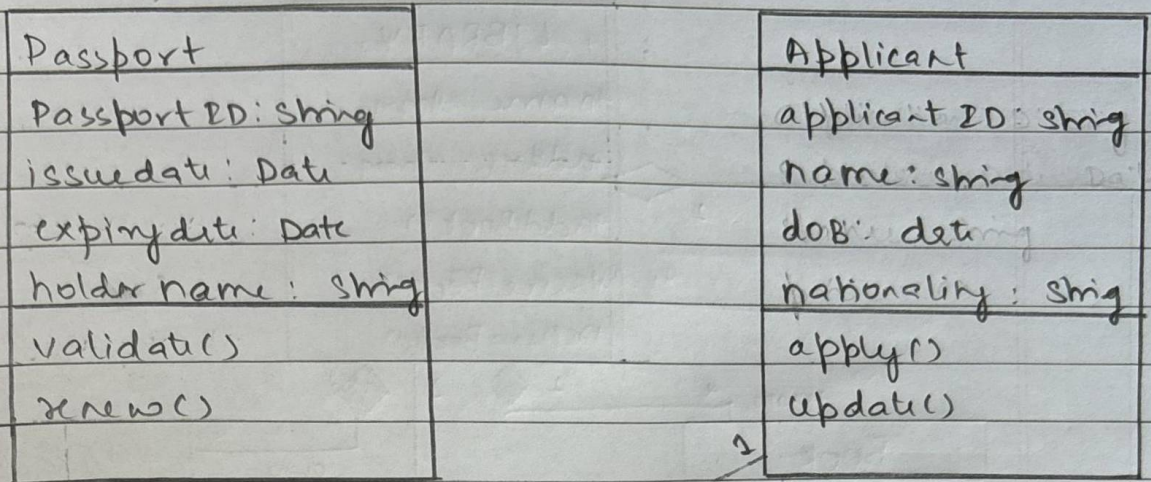 Passport
Passport ID: String
issuedate: Date
expirydate: Date
holder name: String
validate()
renew()
Applicant
applicant ID: String
name: String
doB: date
nationality: String
apply()
update()
1